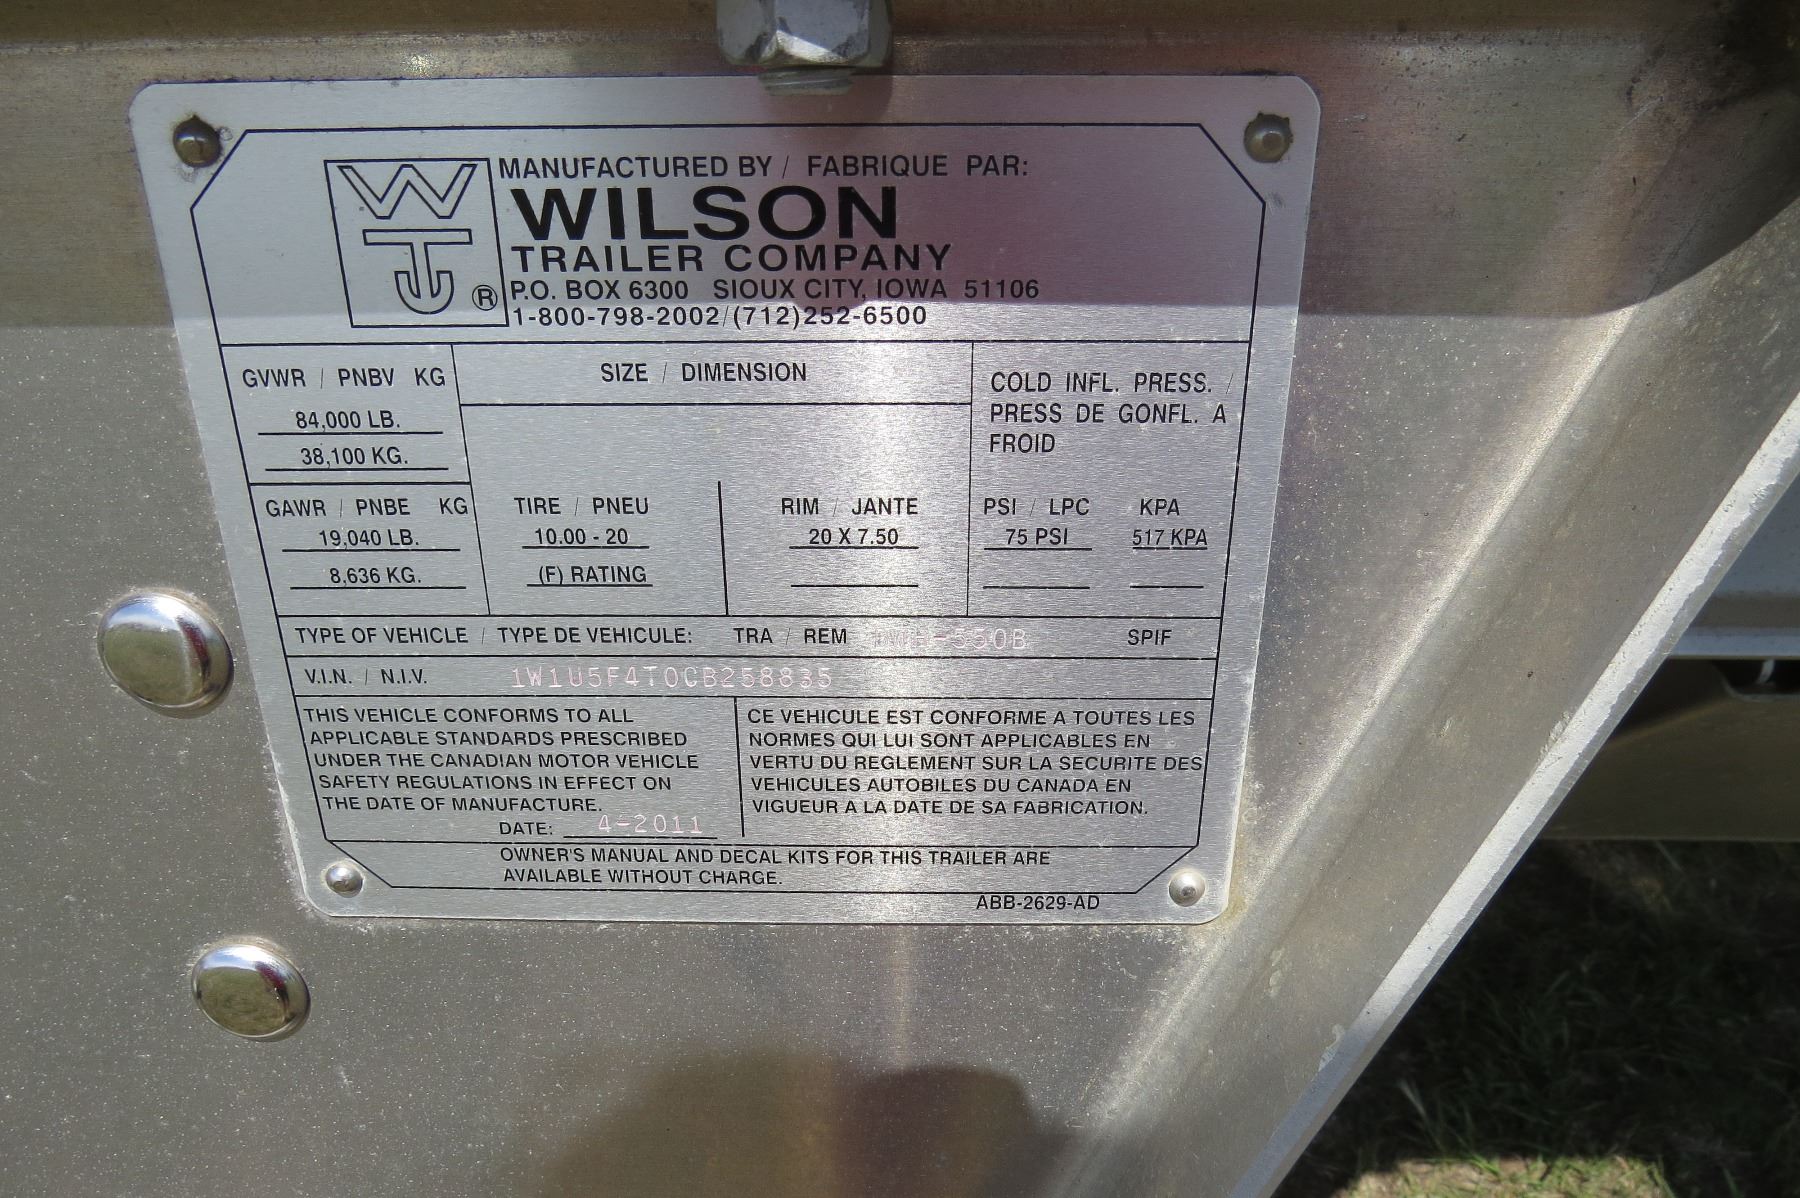 MANUFACTURED BY / FABRIQUE PAR:
WILSON
TRAILER COMPANY
P.O. BOX 6300 SIOUX CITY, IOWA 51106
1-800-798-2002/(712)252-6500
WT ®
GVWR / PNBV KG
84,000 LB.
38,100 KG.
SIZE / DIMENSION
COLD INFL. PRESS. /
PRESS DE GONFL. A
FROID
GAWR / PNBE KG
19,040 LB.
8,636 KG.
TIRE / PNEU
10.00 - 20
(F) RATING
RIM / JANTE
20 X 7.50
PSI / LPC KPA
75 PSI 517 KPA
TYPE OF VEHICLE / TYPE DE VEHICULE: TRA / REM SPIF
V.I.N. / N.I.V. 1W1U5F4T0CB258835
THIS VEHICLE CONFORMS TO ALL
APPLICABLE STANDARDS PRESCRIBED
UNDER THE CANADIAN MOTOR VEHICLE
SAFETY REGULATIONS IN EFFECT ON
THE DATE OF MANUFACTURE.
DATE: 4-2011
CE VEHICULE EST CONFORME A TOUTES LES
NORMES QUI LUI SONT APPLICABLES EN
VERTU DU REGLEMENT SUR LA SECURITE DES
VEHICULES AUTOBILES DU CANADA EN
VIGUEUR A LA DATE DE SA FABRICATION.
OWNER'S MANUAL AND DECAL KITS FOR THIS TRAILER ARE
AVAILABLE WITHOUT CHARGE.
ABB-2629-AD